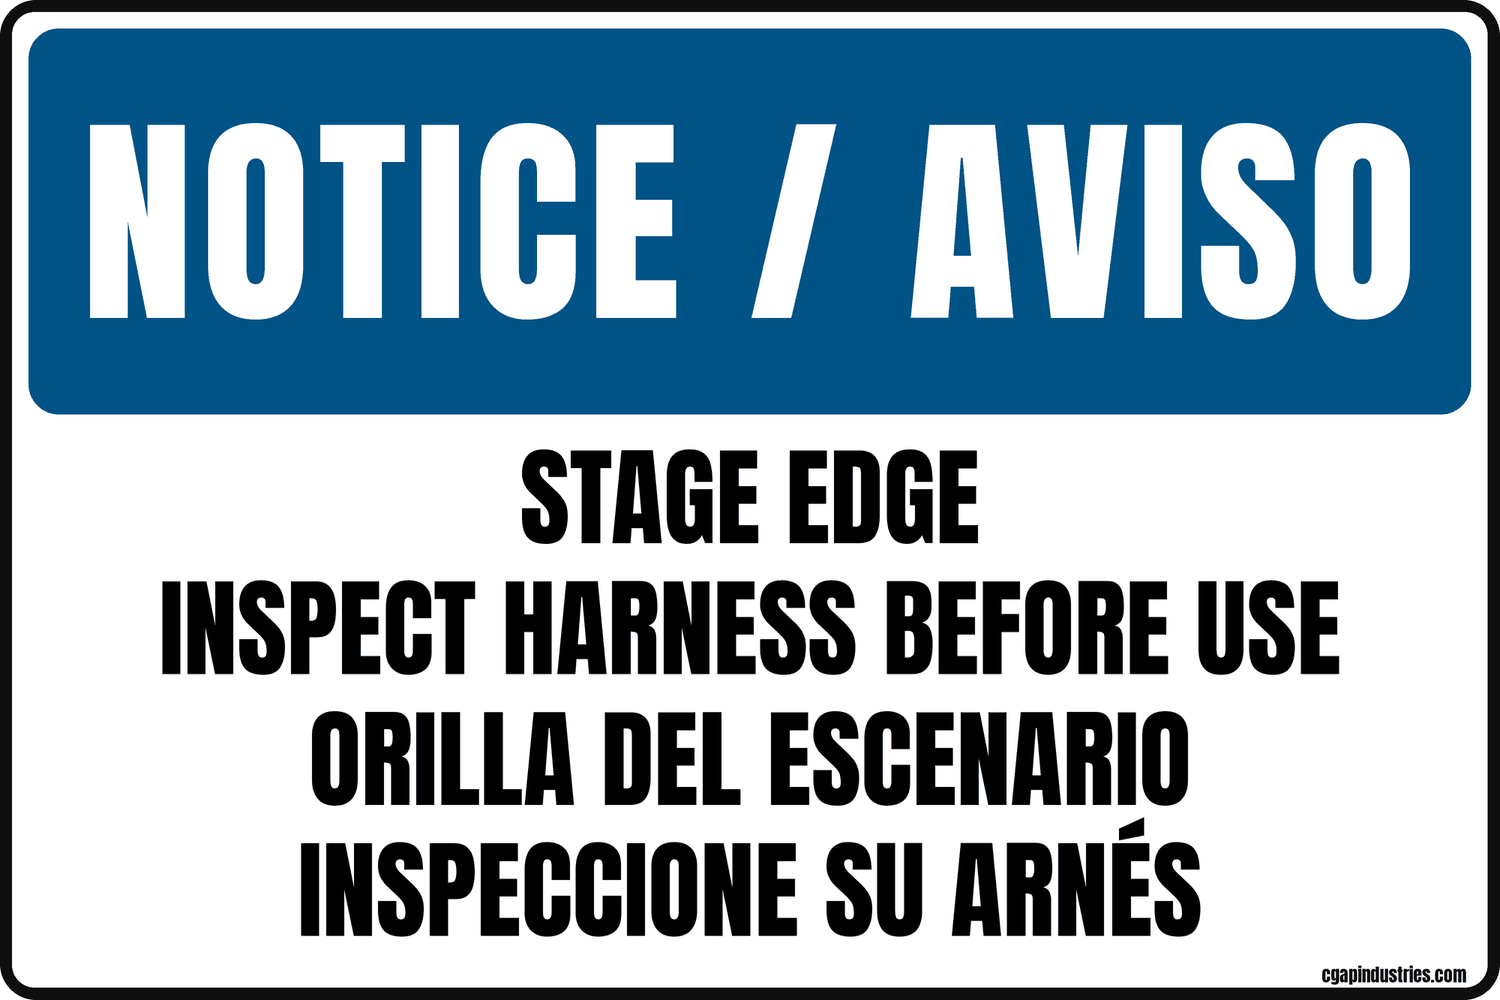 NOTICE / AVISO
STAGE EDGE
INSPECT HARNESS BEFORE USE
ORILLA DEL ESCENARIO
INSPECCIONE SU ARNÉS
cgapindustries.com